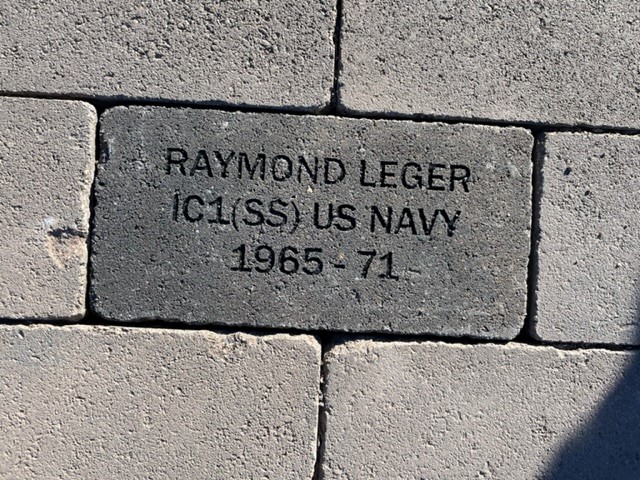 RAYMOND LEGER
IC1(SS) US NAVY
1965 - 71